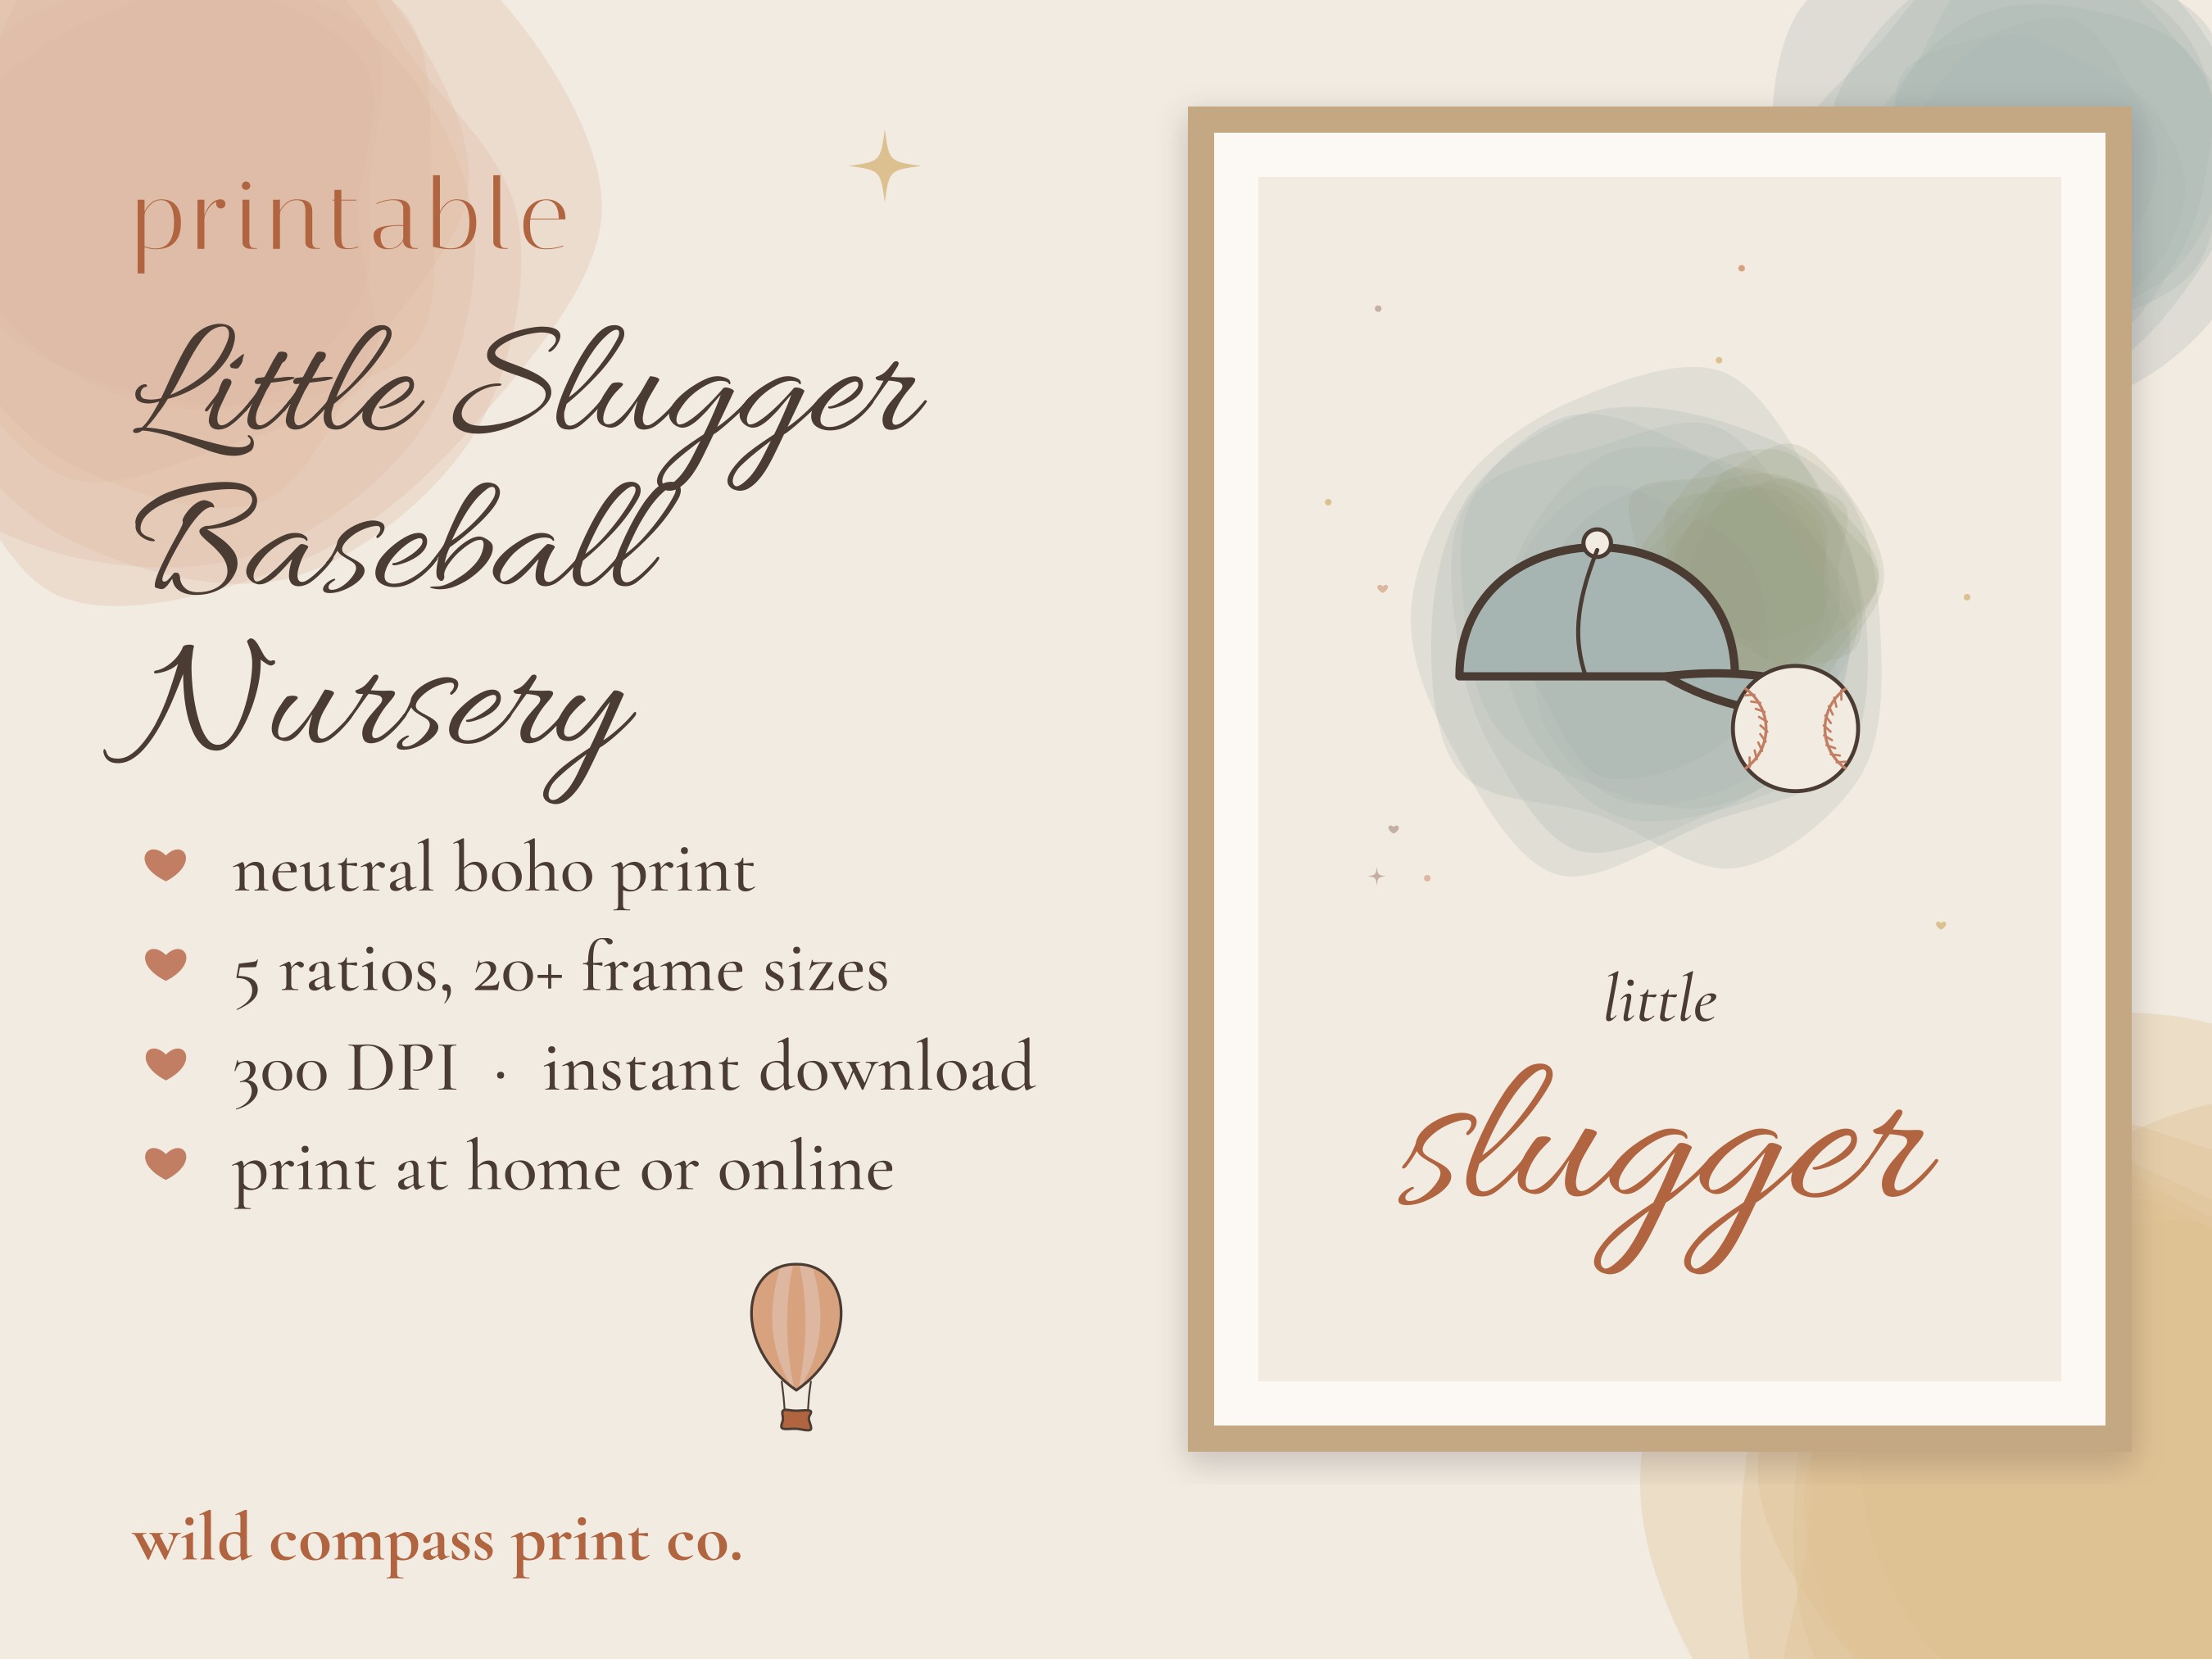 printable
Little Slugger
Baseball
Nursery
neutral boho print
5 ratios, 20+ frame sizes
300 DPI · instant download
print at home or online
wild compass print co.
little
slugger